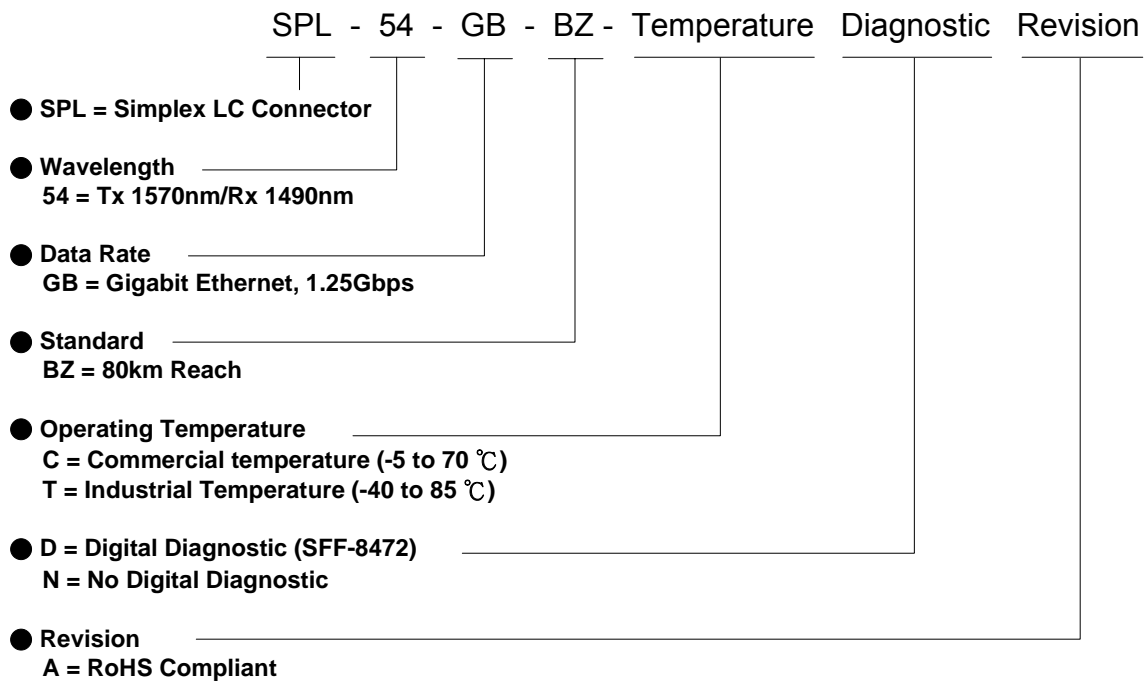 SPL - 54 - GB - BZ - Temperature Diagnostic Revision
● SPL = Simplex LC Connector
● Wavelength
54 = Tx 1570nm/Rx 1490nm
● Data Rate
GB = Gigabit Ethernet, 1.25Gbps
● Standard
BZ = 80km Reach
● Operating Temperature
C = Commercial temperature (-5 to 70 ℃)
T = Industrial Temperature (-40 to 85 ℃)
● D = Digital Diagnostic (SFF-8472)
N = No Digital Diagnostic
● Revision
A = RoHS Compliant